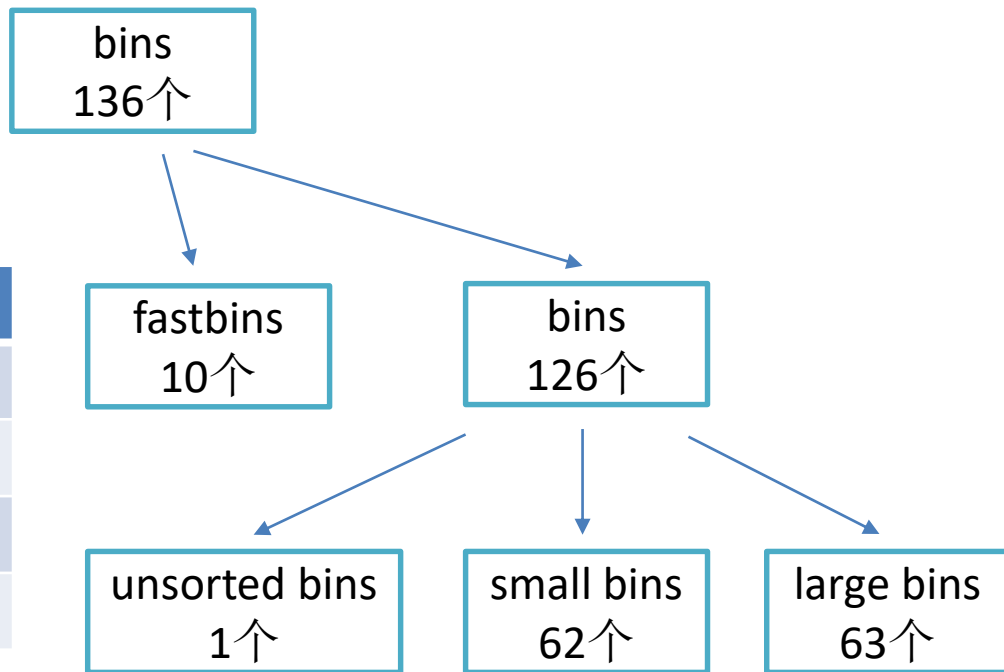 bins
136个
fastbins
10个
bins
126个
unsorted bins
1个
small bins
62个
large bins
63个